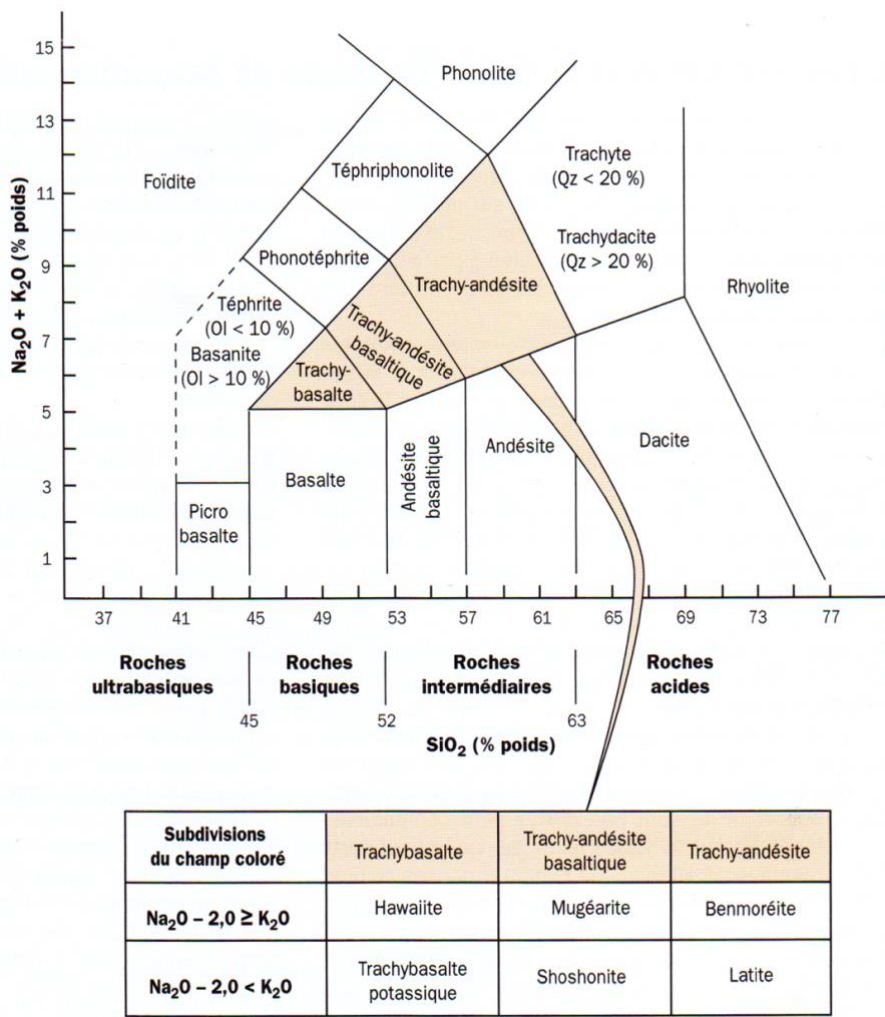 Na₂O + K₂O (% poids)
15
13
11
9
7
5
3
1
Phonolite
Foïdite
Téphriphonolite
Trachyte
(Qz < 20 %)
Phonotéphrite
Trachydacite
(Qz > 20 %)
Trachy-andésite
Rhyolite
Téphrite
(Ol < 10 %)
Basanite
(Ol > 10 %)
Trachy-andésite
basaltique
Trachy-
basalte
Basalte
Andésite
basaltique
Andésite
Dacite
Picro
basalte
37 41 45 49 53 57 61 65 69 73 77
Roches
ultrabasiques
Roches
basiques
Roches
intermédiaires
Roches
acides
45 52 63
SiO₂ (% poids)
Subdivisions
du champ coloré
Trachybasalte
Trachy-andésite
basaltique
Trachy-andésite
Na₂O – 2,0 ≥ K₂O
Hawaiite
Mugéarite
Benmoréite
Na₂O – 2,0 < K₂O
Trachybasalte
potassique
Shoshonite
Latite